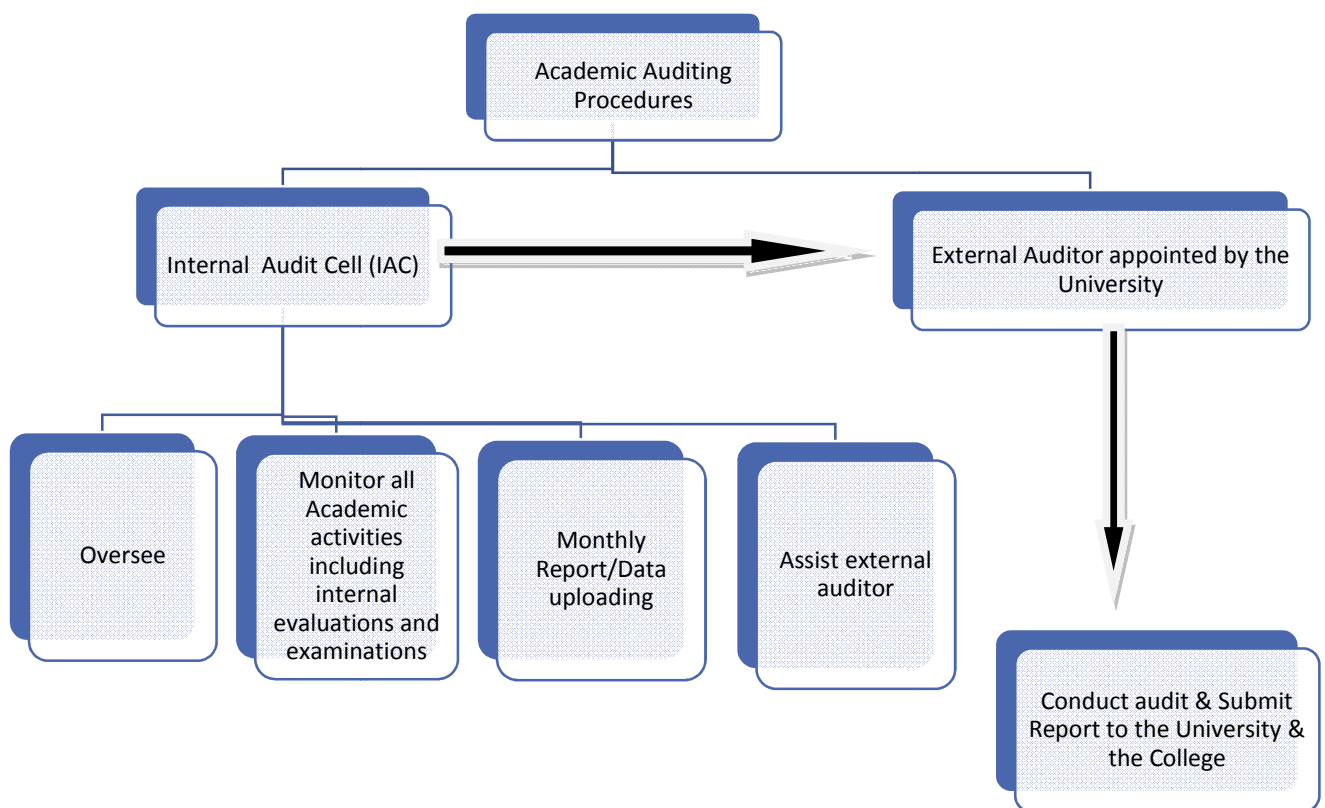 Academic Auditing
Procedures
Internal Audit Cell (IAC)
External Auditor appointed by the
University
Oversee
Monitor all
Academic
activities
including
internal
evaluations and
examinations
Monthly
Report/Data
uploading
Assist external
auditor
Conduct audit & Submit
Report to the University &
the College